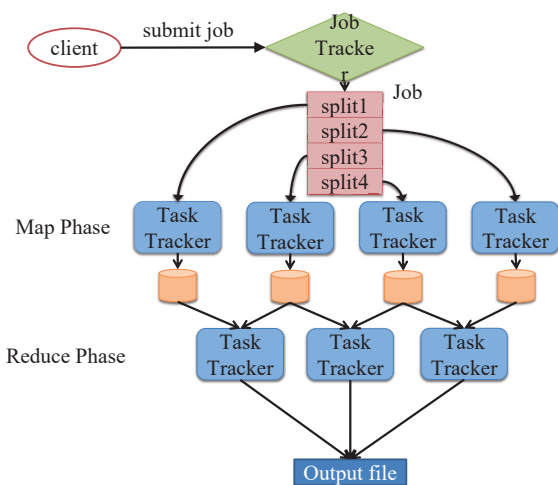 client
submit job
Job
Tracke
r
Job
split1
split2
split3
split4
Map Phase
Task
Tracker
Task
Tracker
Task
Tracker
Task
Tracker
Reduce Phase
Task
Tracker
Task
Tracker
Task
Tracker
Output file